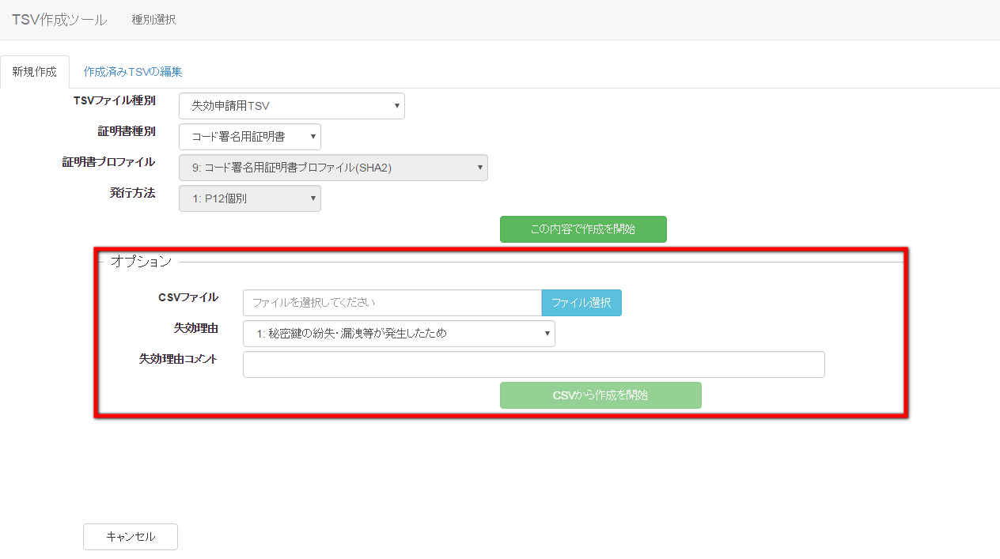 TSV作成ツール 種別選択
新規作成 作成済みTSVの編集
TSVファイル種別 失効申請用TSV
証明書種別 コード署名用証明書
証明書プロファイル 9: コード署名用証明書プロファイル(SHA2)
発行方法 1: P12個別
この内容で作成を開始
オプション
CSVファイル ファイルを選択してください ファイル選択
失効理由 1: 秘密鍵の紛失・漏洩等が発生したため
失効理由コメント
CSVから作成を開始
キャンセル